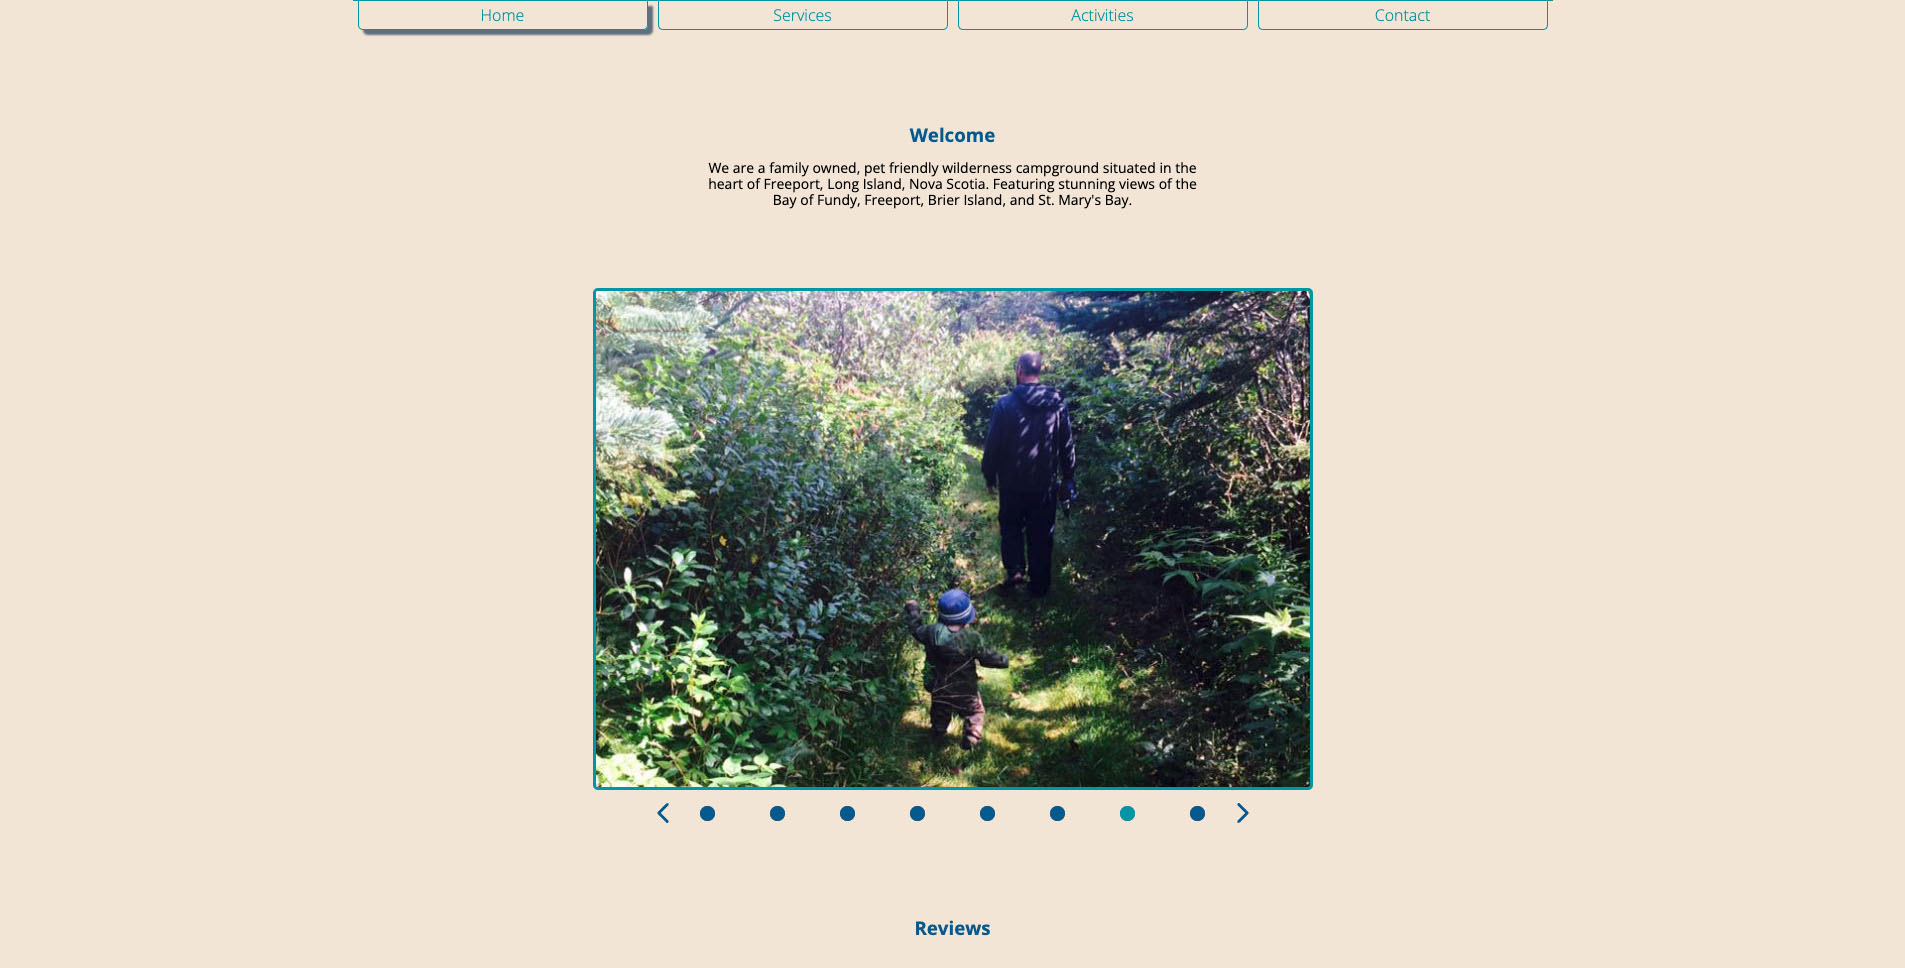 Home
Services
Activities
Contact
Welcome
We are a family owned, pet friendly wilderness campground situated in the
heart of Freeport, Long Island, Nova Scotia. Featuring stunning views of the
Bay of Fundy, Freeport, Brier Island, and St. Mary's Bay.
Reviews